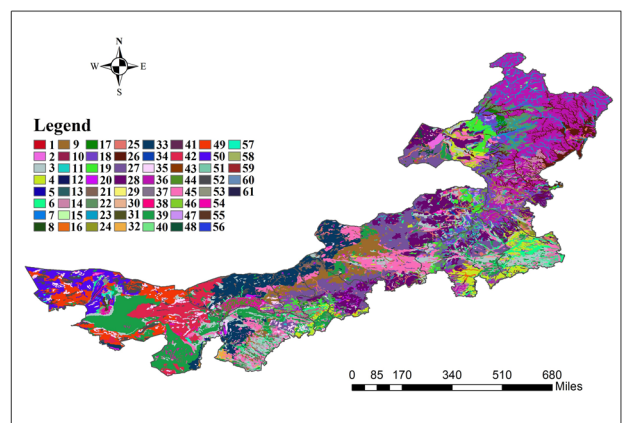 N
W E
S
Legend
1 9 17 25 33 41 49 57
2 10 18 26 34 42 50 58
3 11 19 27 35 43 51 59
4 12 20 28 36 44 52 60
5 13 21 29 37 45 53 61
6 14 22 30 38 46 54
7 15 23 31 39 47 55
8 16 24 32 40 48 56
0 85 170 340 510 680
Miles